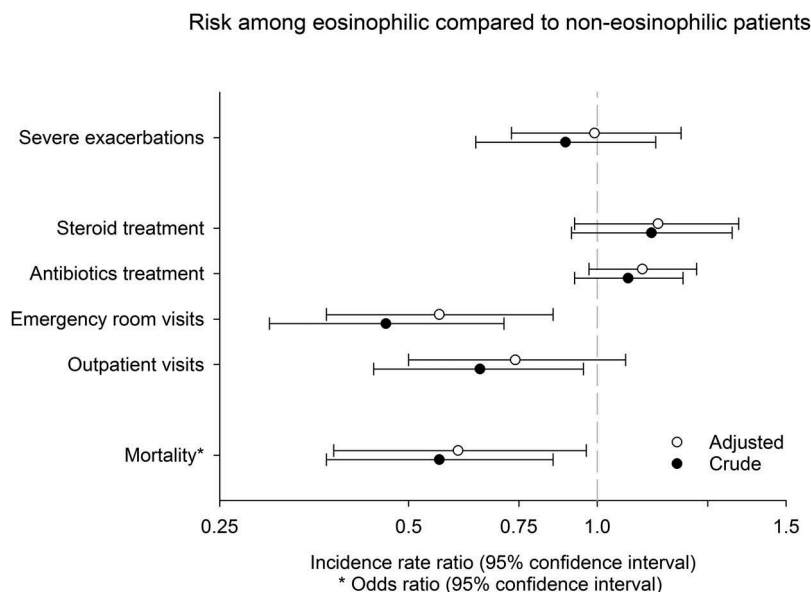 Risk among eosinophilic compared to non-eosinophilic patients
Severe exacerbations
Steroid treatment
Antibiotics treatment
Emergency room visits
Outpatient visits
Mortality*
Adjusted
Crude
0.25
0.5
0.75
1.0
1.5
Incidence rate ratio (95% confidence interval)
* Odds ratio (95% confidence interval)